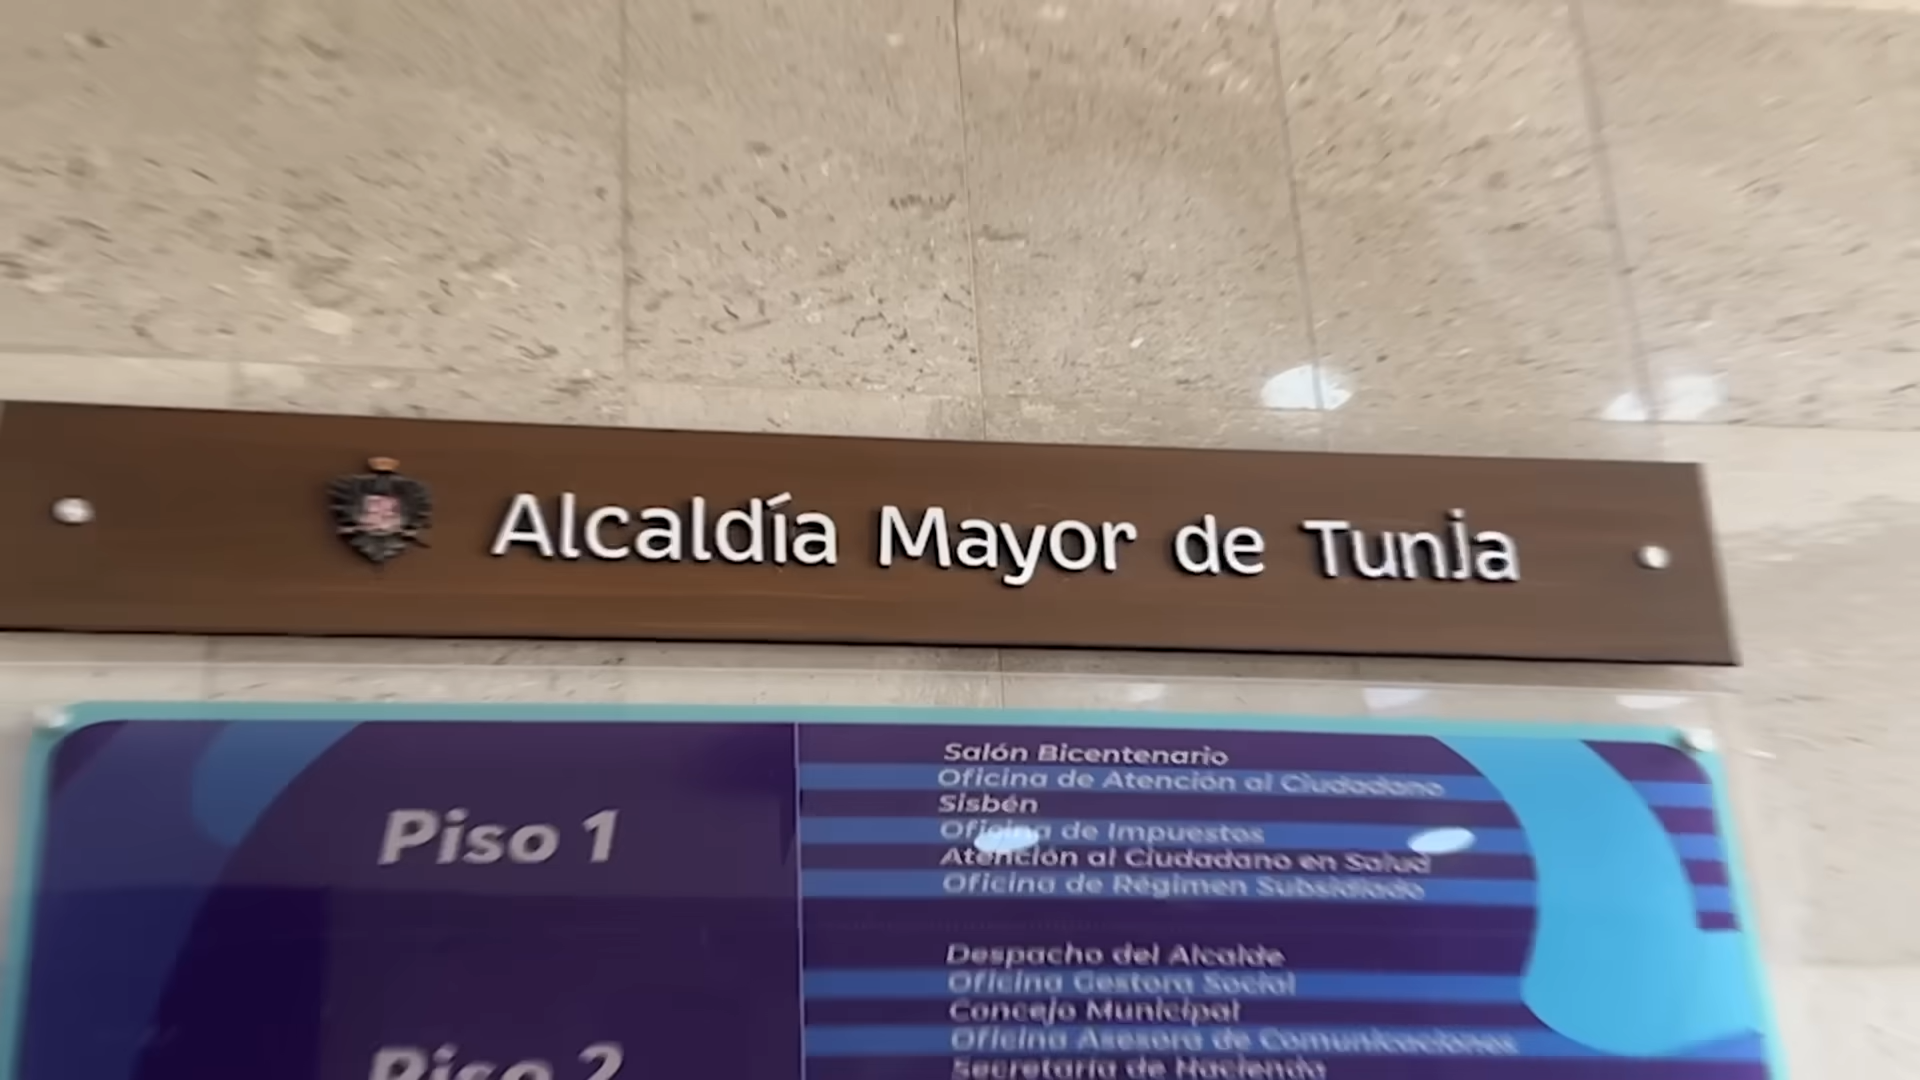 Alcaldía Mayor de Tunja
Piso 1
Salón Bicentenario
Oficina de Atención al Ciudadano
Sisbén
Oficina de Impuestos
Atención al Ciudadano en Salud
Oficina de Régimen Subsidiado
Piso 2
Despacho del Alcalde
Oficina Gestora Social
Concejo Municipal
Oficina Asesora de Comunicaciones
Secretaría de Hacienda